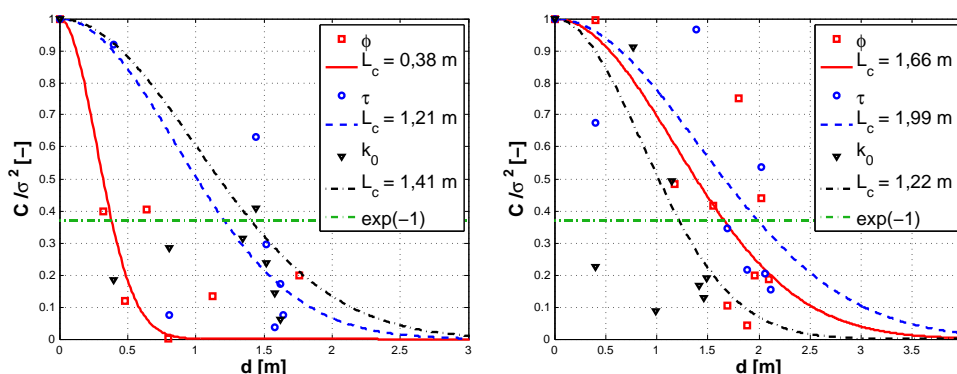 1
0.9
0.8
0.7
0.6
0.5
0.4
0.3
0.2
0.1
0
0 0.5 1 1.5 2 2.5 3
C /σ² [-]
d [m]
ϕ
L_c = 0,38 m
τ
L_c = 1,21 m
k_0
L_c = 1,41 m
exp(−1)
1
0.9
0.8
0.7
0.6
0.5
0.4
0.3
0.2
0.1
0
0 0.5 1 1.5 2 2.5 3 3.5
C /σ² [-]
d [m]
ϕ
L_c = 1,66 m
τ
L_c = 1,99 m
k_0
L_c = 1,22 m
exp(−1)